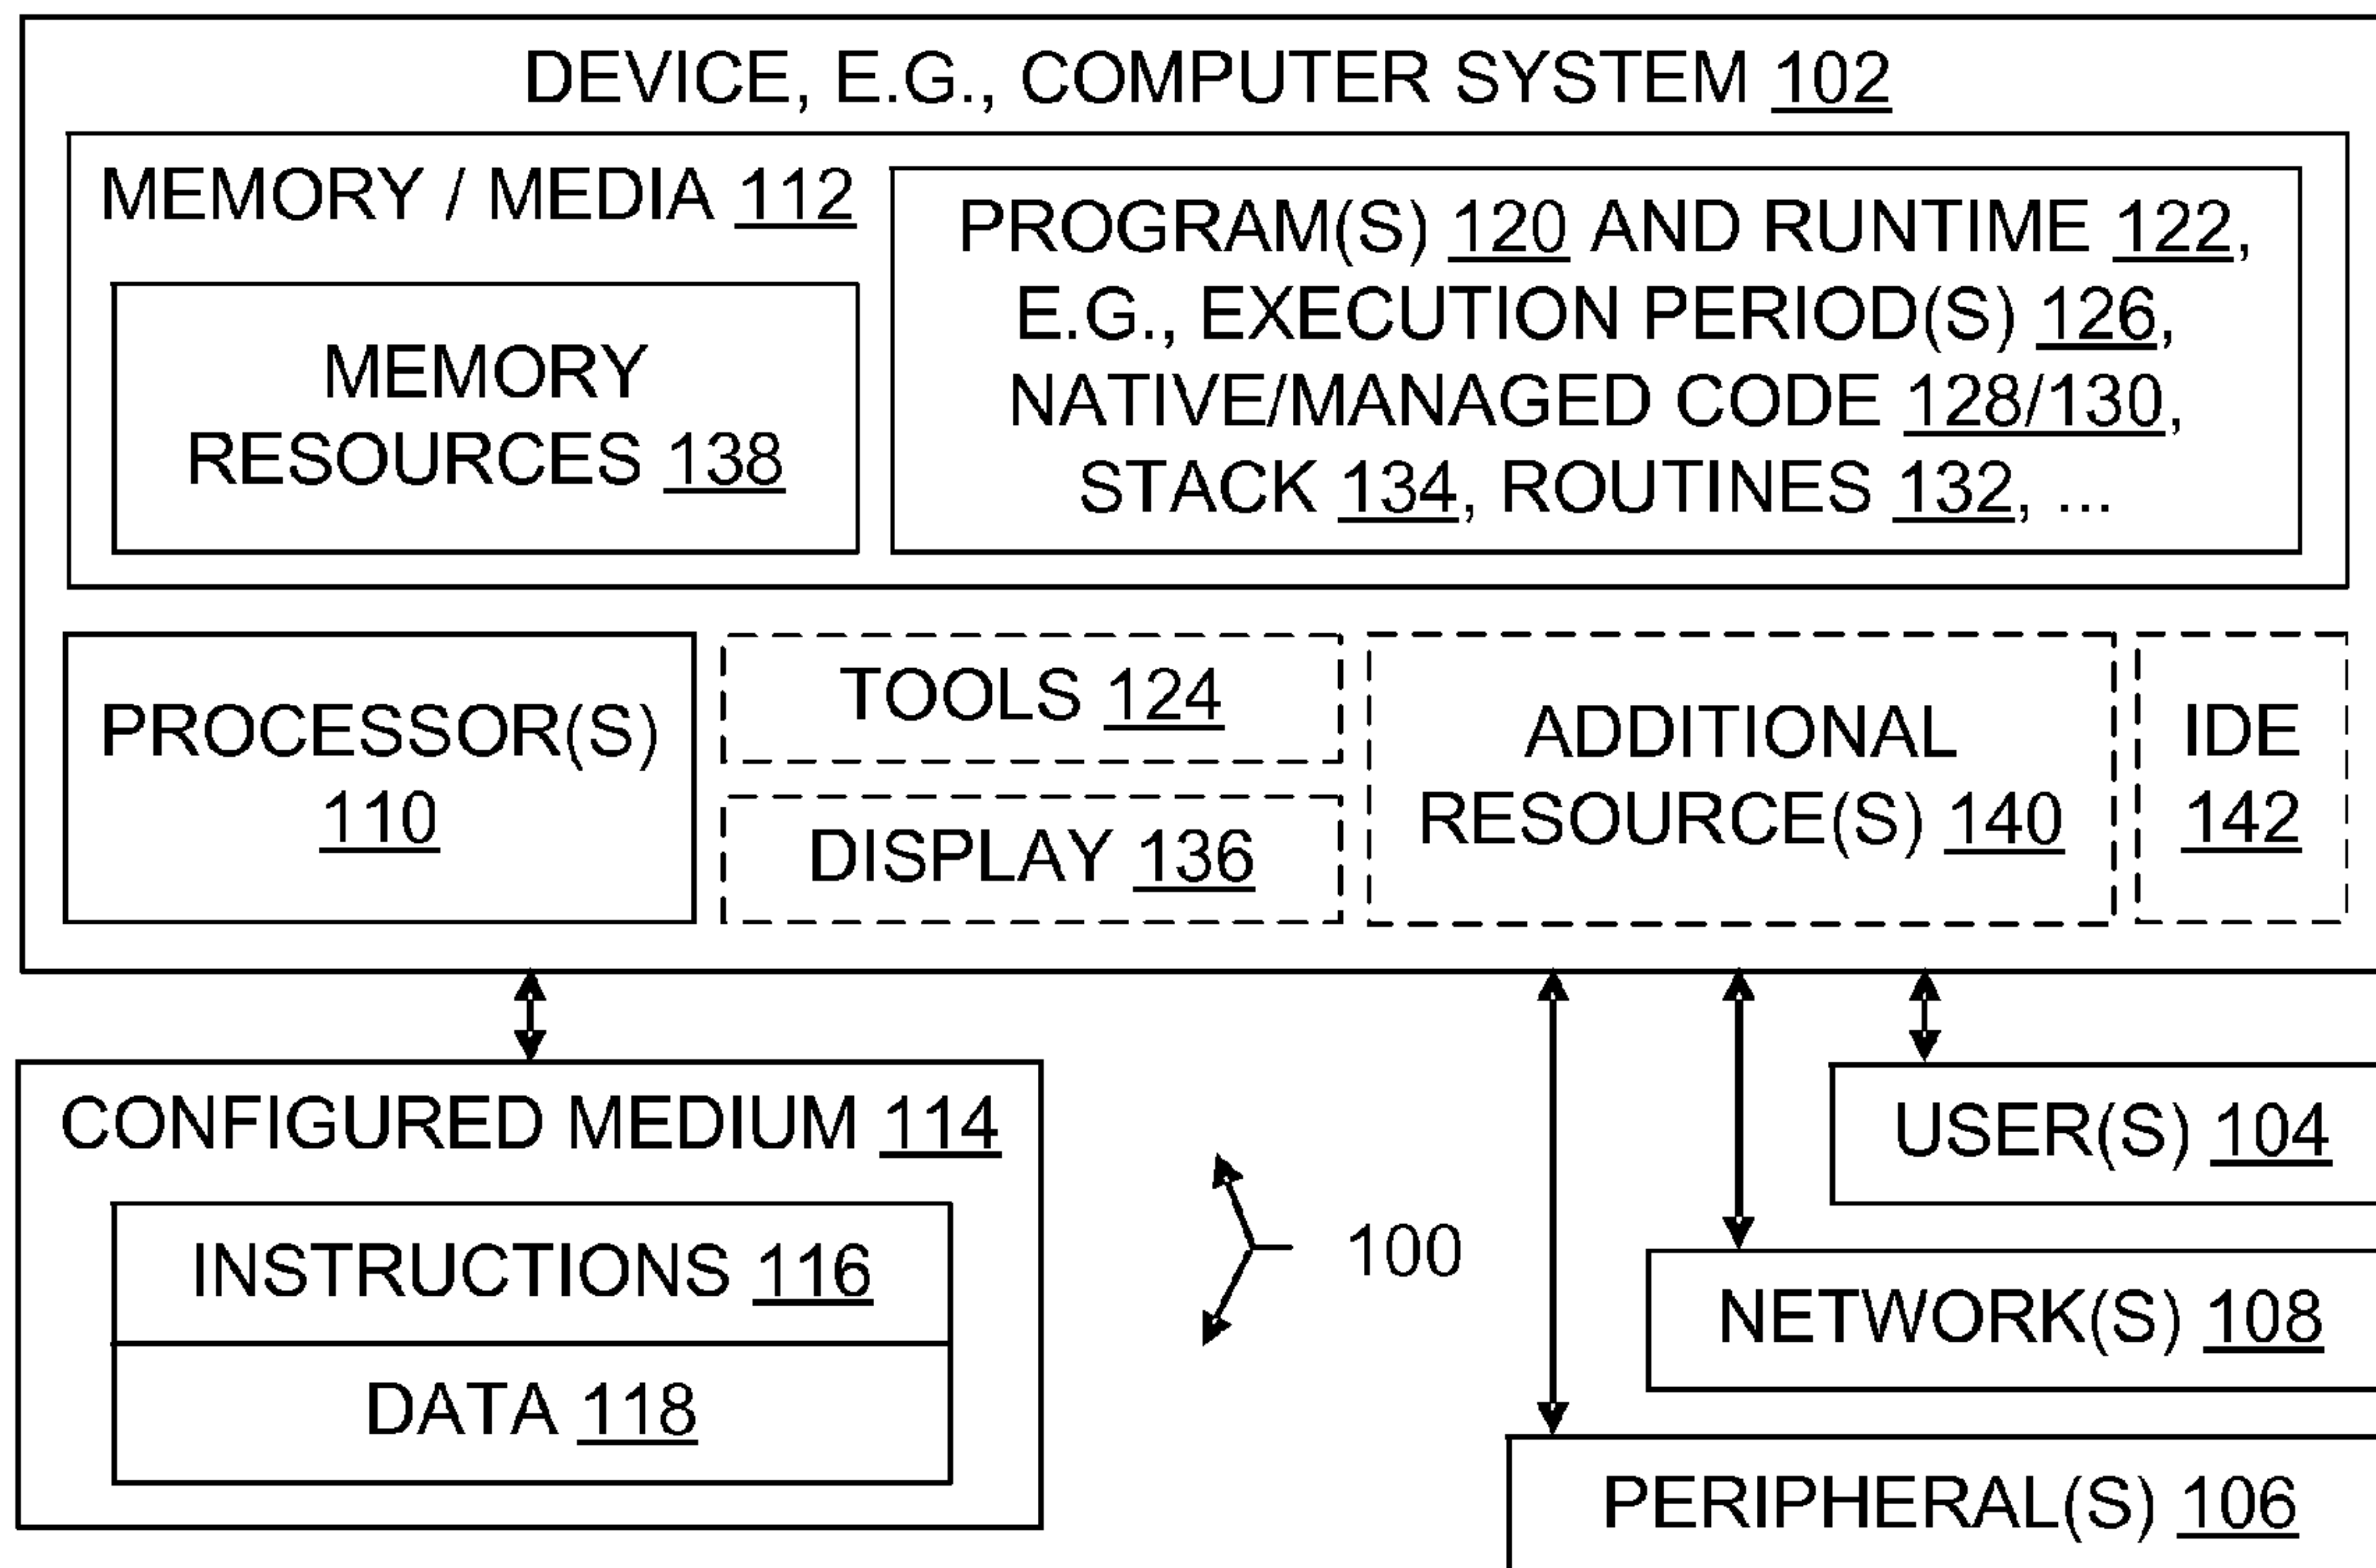 DEVICE, E.G., COMPUTER SYSTEM 102
MEMORY / MEDIA 112
MEMORY
RESOURCES 138
PROGRAM(S) 120 AND RUNTIME 122,
E.G., EXECUTION PERIOD(S) 126,
NATIVE/MANAGED CODE 128/130,
STACK 134, ROUTINES 132, ...
PROCESSOR(S)
110
TOOLS 124
DISPLAY 136
ADDITIONAL
RESOURCE(S) 140
IDE
142
CONFIGURED MEDIUM 114
INSTRUCTIONS 116
DATA 118
100
USER(S) 104
NETWORK(S) 108
PERIPHERAL(S) 106